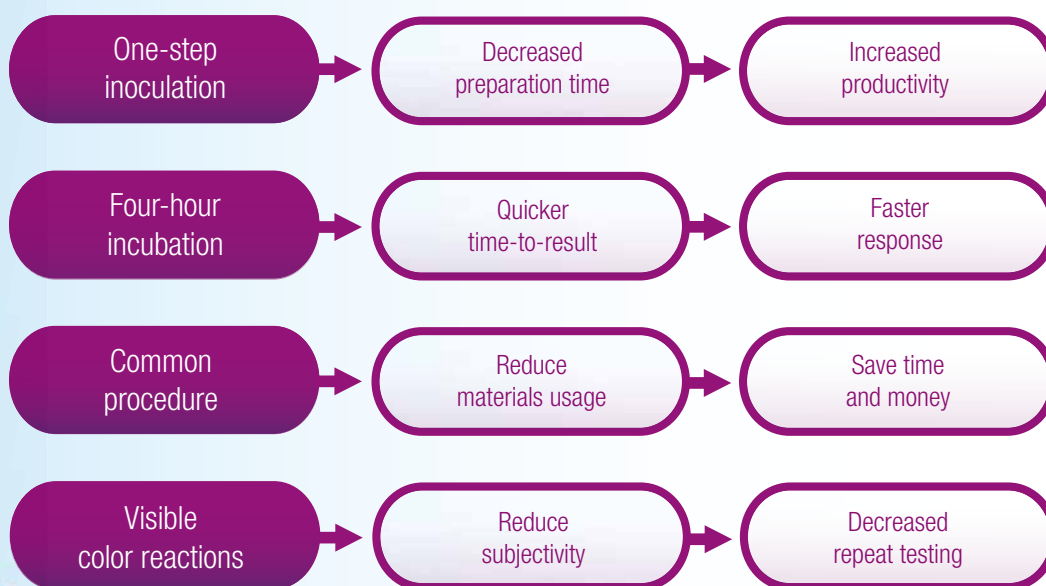 One-step
inoculation
Decreased
preparation time
Increased
productivity
Four-hour
incubation
Quicker
time-to-result
Faster
response
Common
procedure
Reduce
materials usage
Save time
and money
Visible
color reactions
Reduce
subjectivity
Decreased
repeat testing